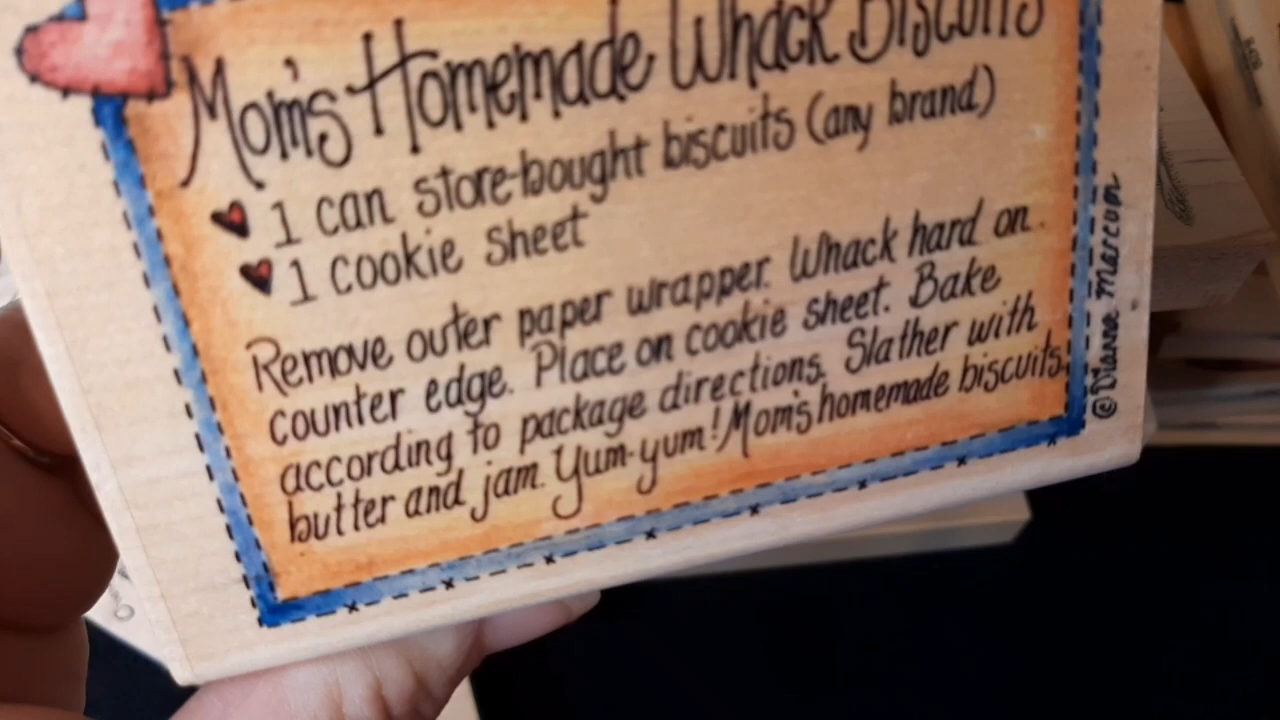 Mom's Homemade Whack Biscuits
1 can store-bought biscuits (any brand)
1 cookie sheet
Remove outer paper wrapper. Whack hard on
counter edge. Place on cookie sheet. Bake
according to package directions. Slather with
butter and jam. Yum-yum! Mom's homemade biscuits.
©Diane Marcom